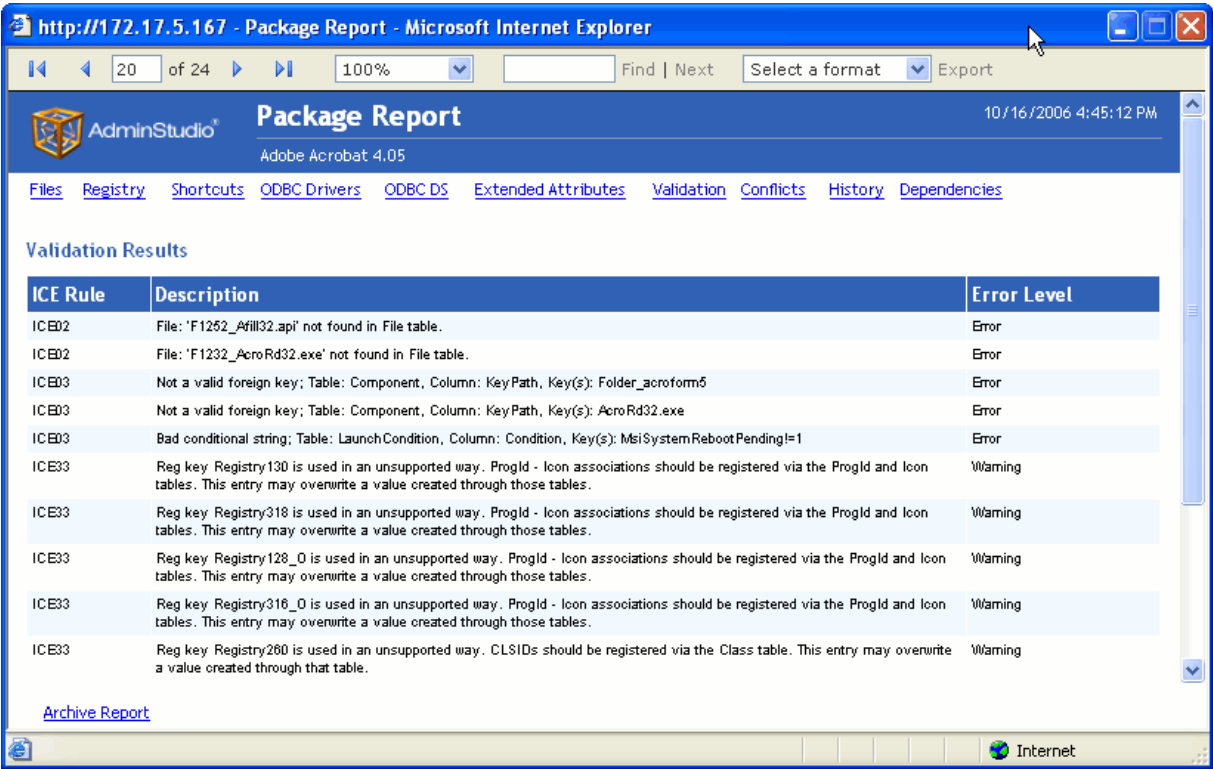 http://172.17.5.167 - Package Report - Microsoft Internet Explorer
20 of 24 100% Find | Next Select a format Export
AdminStudio® Package Report 10/16/2006 4:45:12 PM
Adobe Acrobat 4.05
Files Registry Shortcuts ODBC Drivers ODBC DS Extended Attributes Validation Conflicts History Dependencies
Validation Results
ICE Rule Description Error Level
ICE02 File: 'F1252_Afill32.api' not found in File table. Error
ICE02 File: 'F1232_AcroRd32.exe' not found in File table. Error
ICE03 Not a valid foreign key; Table: Component, Column: KeyPath, Key(s): Folder_acroform5 Error
ICE03 Not a valid foreign key; Table: Component, Column: KeyPath, Key(s): AcroRd32.exe Error
ICE03 Bad conditional string; Table: LaunchCondition, Column: Condition, Key(s): MsiSystemRebootPending!=1 Error
ICE33 Reg key Registry130 is used in an unsupported way. ProgId - Icon associations should be registered via the ProgId and Icon Warning
tables. This entry may overwrite a value created through those tables.
ICE33 Reg key Registry318 is used in an unsupported way. ProgId - Icon associations should be registered via the ProgId and Icon Warning
tables. This entry may overwrite a value created through those tables.
ICE33 Reg key Registry128_0 is used in an unsupported way. ProgId - Icon associations should be registered via the ProgId and Icon Warning
tables. This entry may overwrite a value created through those tables.
ICE33 Reg key Registry316_0 is used in an unsupported way. ProgId - Icon associations should be registered via the ProgId and Icon Warning
tables. This entry may overwrite a value created through those tables.
ICE33 Reg key Registry260 is used in an unsupported way. CLSIDs should be registered via the Class table. This entry may overwrite Warning
a value created through that table.
Archive Report
Internet